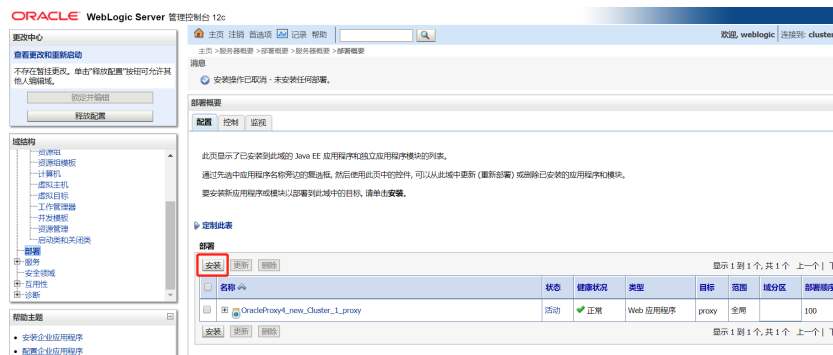 ORACLE WebLogic Server 管理控制台 12c
更改中心
查看更改和重新启动
不存在暂挂更改。单击"释放配置"按钮可允许其
他人编辑域。
锁定并编辑
释放配置
域结构
资源组
资源组模板
计算机
虚拟主机
虚拟目标
工作管理器
并发模板
资源管理
启动类和关闭类
部署
服务
安全领域
互用性
诊断
帮助主题
安装企业应用程序
配置企业应用程序
主页 注销 首选项 记录 帮助
欢迎, weblogic 连接到: cluster
主页 >服务器概要 >部署概要 >服务器概要 >部署概要
消息
安装操作已取消 - 未安装任何部署。
部署概要
配置 控制 监视
此页显示了已安装到此域的 Java EE 应用程序和独立应用程序模块的列表。
通过先选中应用程序名称旁边的复选框, 然后使用此页中的控件, 可以从此域中更新 (重新部署) 或删除已安装的应用程序和模块。
要安装新应用程序或模块以部署到此域中的目标, 请单击安装。
定制此表
部署
安装 更新 删除 显示 1 到 1 个, 共 1 个 上一个 | 下
名称 状态 健康状况 类型 目标 范围 域分区 部署顺序
OracleProxy4_new_Cluster_1_proxy 活动 正常 Web 应用程序 proxy 全局 100
安装 更新 删除 显示 1 到 1 个, 共 1 个 上一个 | 下